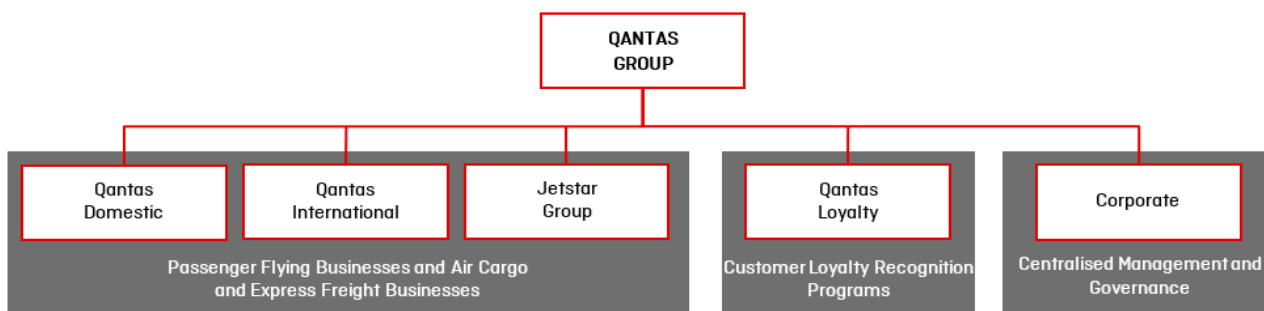 QANTAS
GROUP
Qantas
Domestic
Qantas
International
Jetstar
Group
Qantas
Loyalty
Corporate
Passenger Flying Businesses and Air Cargo
and Express Freight Businesses
Customer Loyalty Recognition
Programs
Centralised Management and
Governance